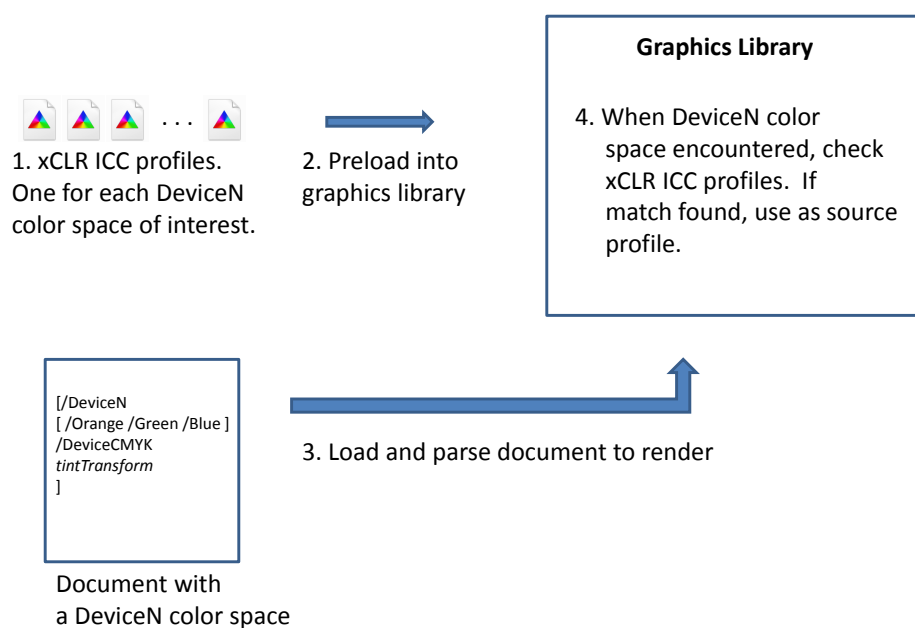 Graphics Library
. . .
1. xCLR ICC profiles.
One for each DeviceN
color space of interest.
2. Preload into
graphics library
4. When DeviceN color
space encountered, check
xCLR ICC profiles.  If
match found, use as source
profile.
[/DeviceN
[ /Orange /Green /Blue ]
/DeviceCMYK
tintTransform
]
3. Load and parse document to render
Document with
a DeviceN color space